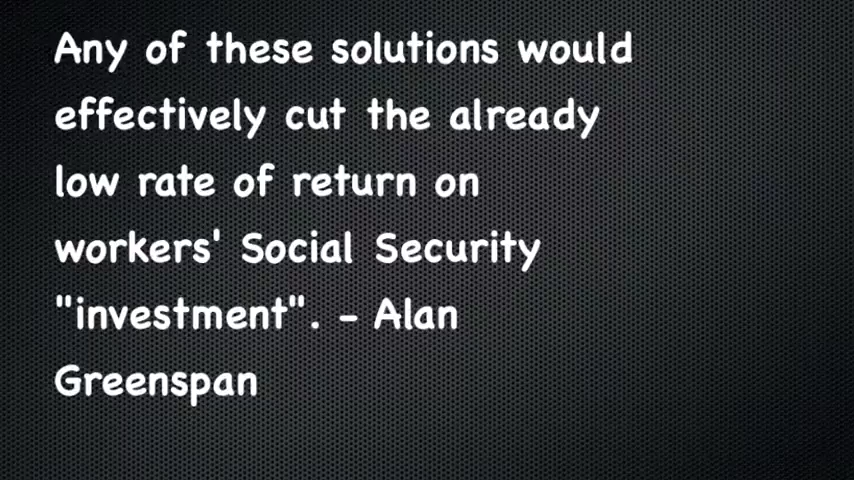 Any of these solutions would
effectively cut the already
low rate of return on
workers' Social Security
"investment". - Alan
Greenspan